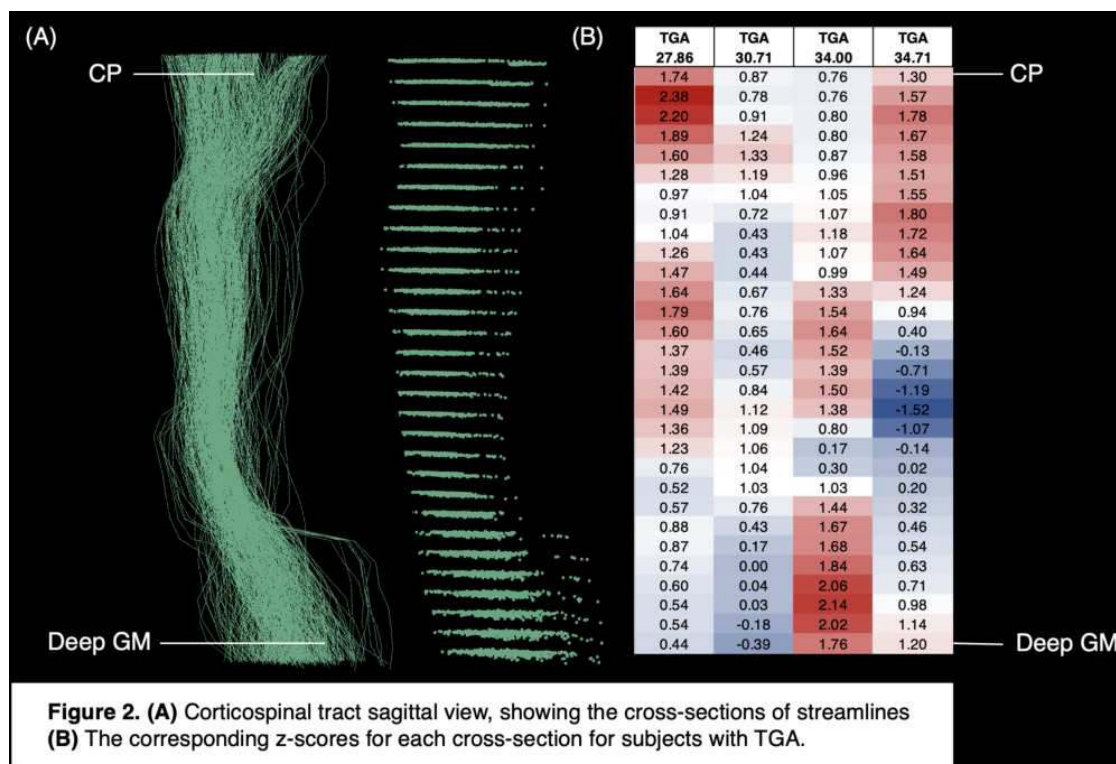 (A)
CP
Deep GM
(B)
TGA TGA TGA TGA
27.86 30.71 34.00 34.71
1.74 0.87 0.76 1.30
2.38 0.78 0.76 1.57
2.20 0.91 0.80 1.78
1.89 1.24 0.80 1.67
1.60 1.33 0.87 1.58
1.28 1.19 0.96 1.51
0.97 1.04 1.05 1.55
0.91 0.72 1.07 1.80
1.04 0.43 1.18 1.72
1.26 0.43 1.07 1.64
1.47 0.44 0.99 1.49
1.64 0.67 1.33 1.24
1.79 0.76 1.54 0.94
1.60 0.65 1.64 0.40
1.37 0.46 1.52 -0.13
1.39 0.57 1.39 -0.71
1.42 0.84 1.50 -1.19
1.49 1.12 1.38 -1.52
1.36 1.09 0.80 -1.07
1.23 1.06 0.17 -0.14
0.76 1.04 0.30 0.02
0.52 1.03 1.03 0.20
0.57 0.76 1.44 0.32
0.88 0.43 1.67 0.46
0.87 0.17 1.68 0.54
0.74 0.00 1.84 0.63
0.60 0.04 2.06 0.71
0.54 0.03 2.14 0.98
0.54 -0.18 2.02 1.14
0.44 -0.39 1.76 1.20
CP
Deep GM
Figure 2. (A) Corticospinal tract sagittal view, showing the cross-sections of streamlines
(B) The corresponding z-scores for each cross-section for subjects with TGA.